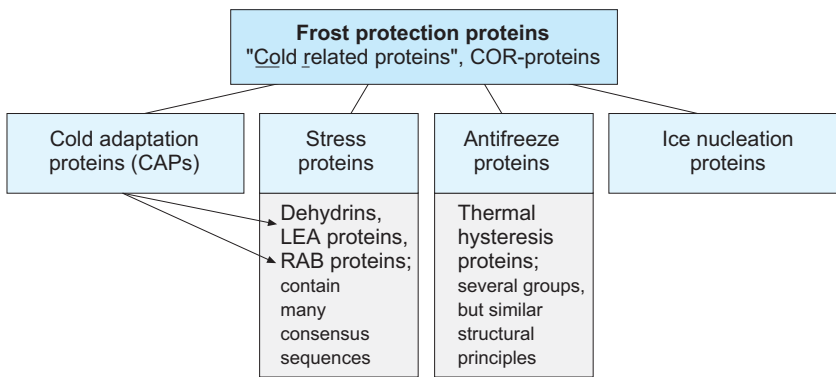 Frost protection proteins
"Cold related proteins", COR-proteins
Cold adaptation
proteins (CAPs)
Stress
proteins
Antifreeze
proteins
Ice nucleation
proteins
Dehydrins,
LEA proteins,
RAB proteins;
contain
many
consensus
sequences
Thermal
hysteresis
proteins;
several groups,
but similar
structural
principles